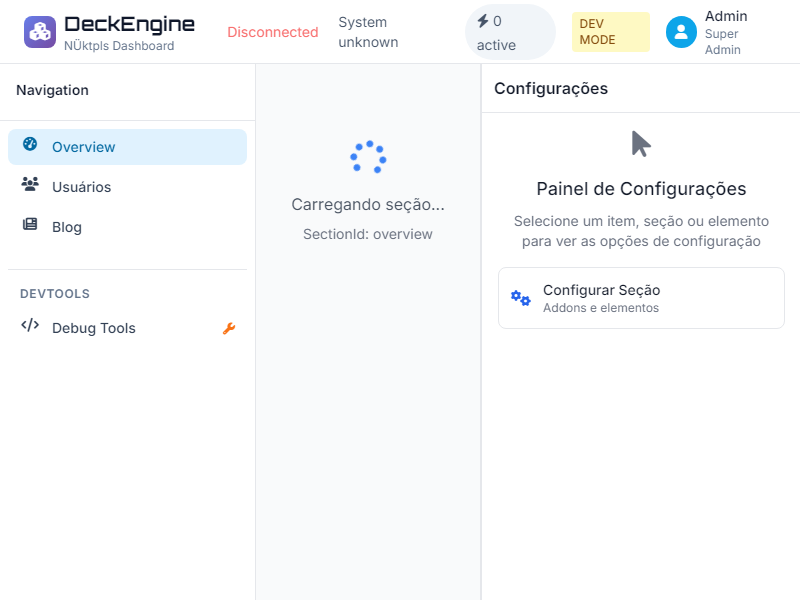 DeckEngine
NÜktpls Dashboard
Disconnected
System
unknown
0
active
DEV
MODE
Admin
Super
Admin
Navigation
Overview
Usuários
Blog
DEVTOOLS
Debug Tools
Carregando seção...
SectionId: overview
Configurações
Painel de Configurações
Selecione um item, seção ou elemento
para ver as opções de configuração
Configurar Seção
Addons e elementos